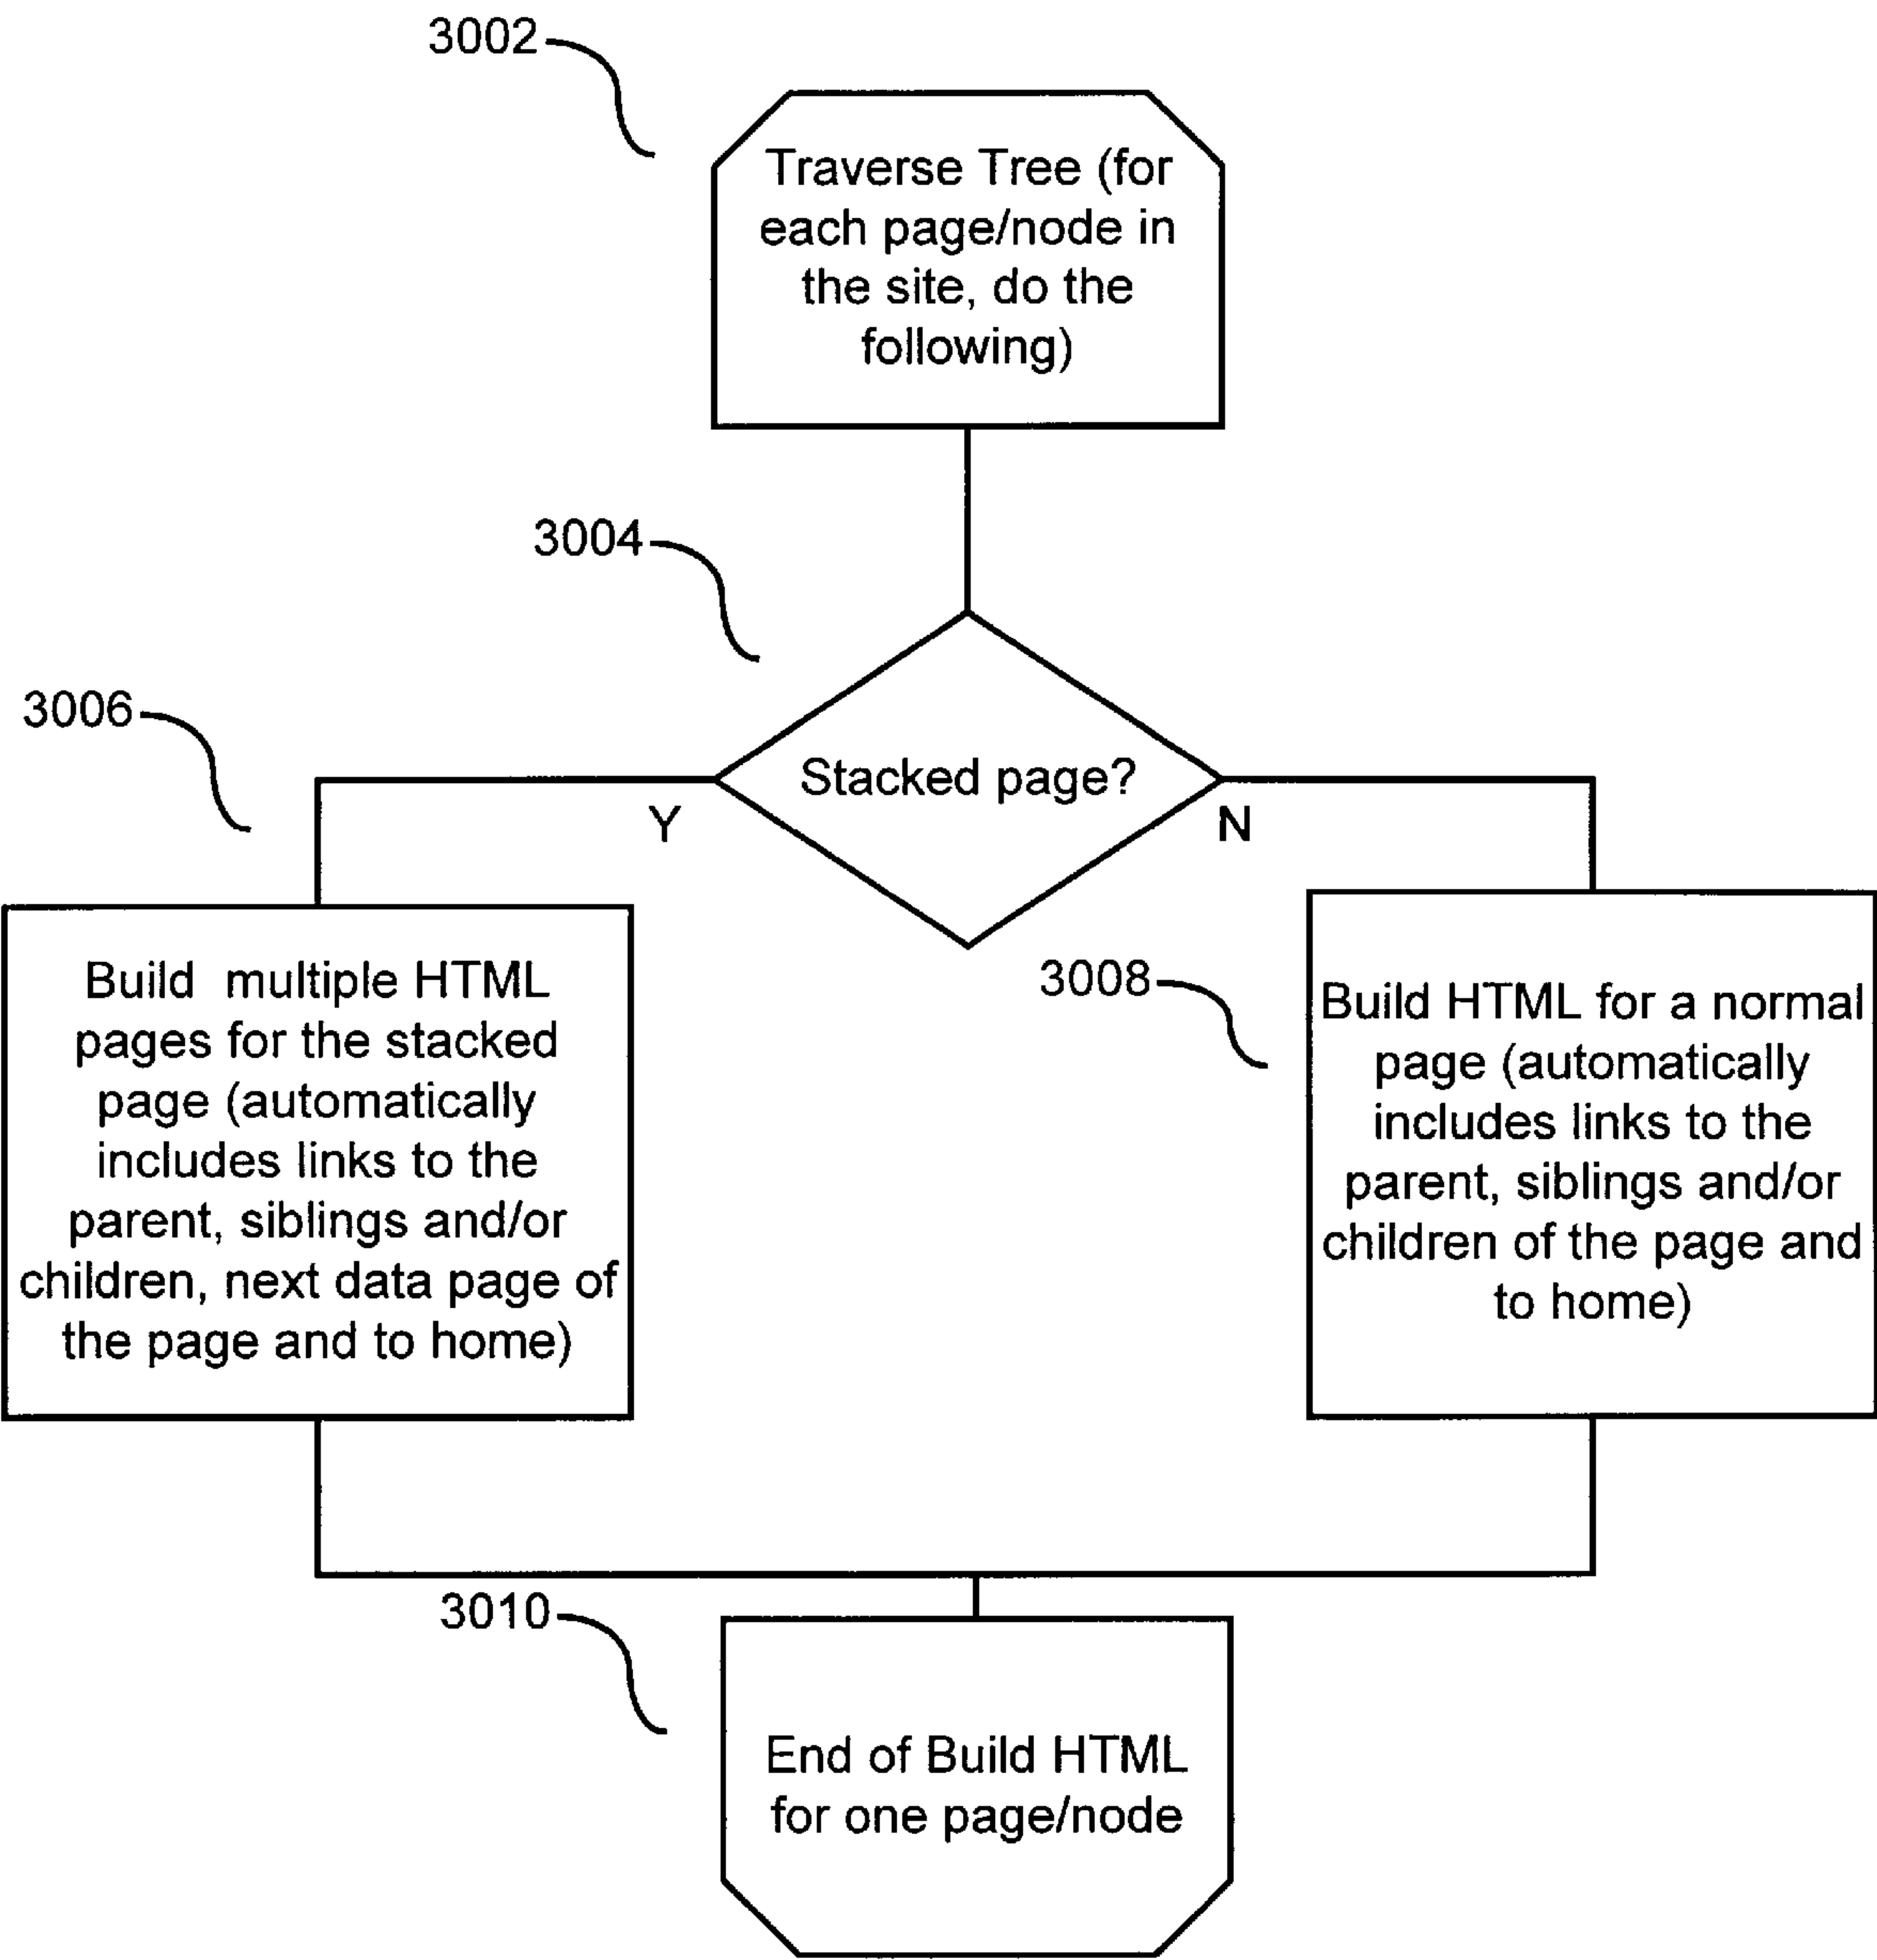 3002
Traverse Tree (for
each page/node in
the site, do the
following)
3004
Stacked page?
Y
N
3006
Build multiple HTML
pages for the stacked
page (automatically
includes links to the
parent, siblings and/or
children, next data page of
the page and to home)
3008
Build HTML for a normal
page (automatically
includes links to the
parent, siblings and/or
children of the page and
to home)
3010
End of Build HTML
for one page/node